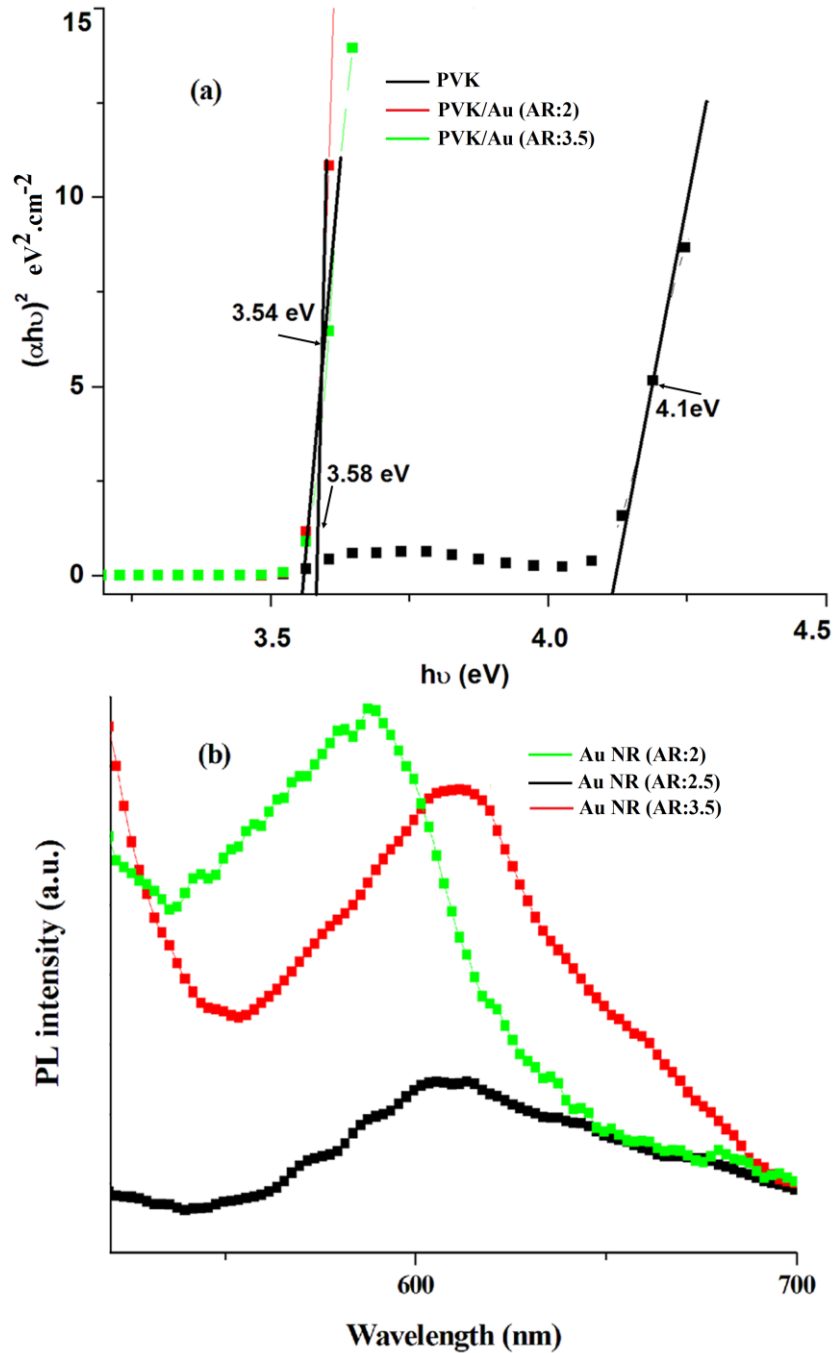 15
(a)
PVK
PVK/Au (AR:2)
PVK/Au (AR:3.5)
10
(αhυ)² eV².cm⁻²
3.54 eV
5
4.1eV
3.58 eV
0
3.5
4.0
4.5
hυ (eV)
(b)
Au NR (AR:2)
Au NR (AR:2.5)
Au NR (AR:3.5)
PL intensity (a.u.)
600
700
Wavelength (nm)